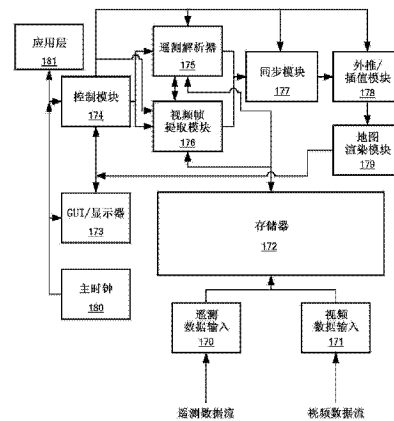 应用层
181
控制模块
174
遥测解析器
175
视频帧
提取模块
176
同步模块
177
外推/
插值模块
178
地图
渲染模块
179
GUI/显示器
173
存储器
172
主时钟
180
遥测
数据输入
170
视频
数据输入
171
遥测数据流
视频数据流